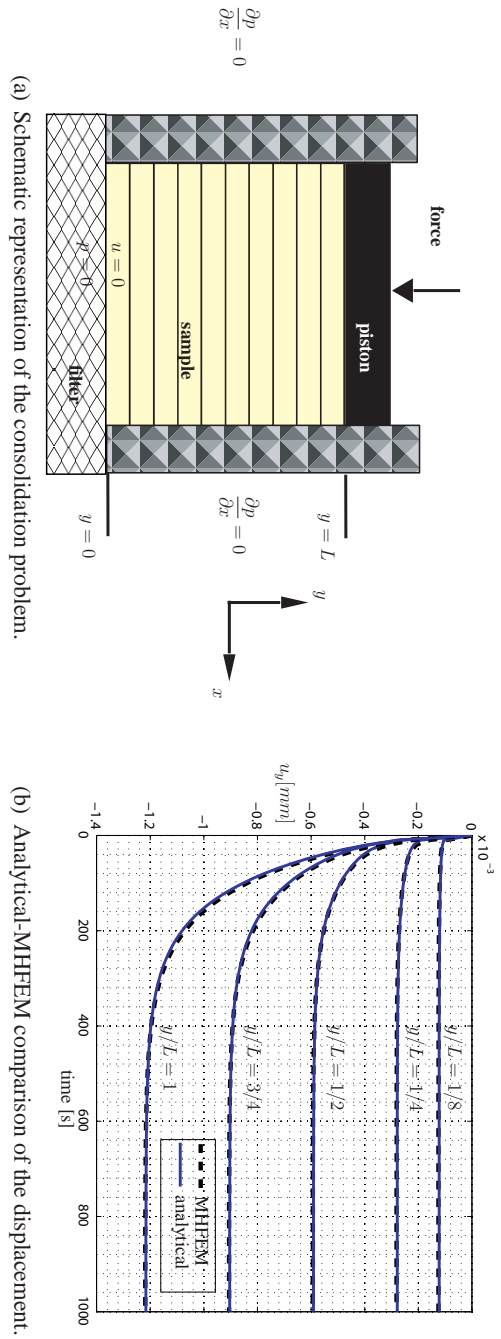 force
piston
∂p/∂x = 0
sample
∂p/∂x = 0
u = 0
p = 0
filter
y = L
y = 0
y
x
(a) Schematic representation of the consolidation problem.
× 10⁻³
0
−0.2
−0.4
−0.6
−0.8
−1
−1.2
−1.4
u_y[mm]
0
200
400
600
800
1000
time [s]
y/L = 1/8
y/L = 1/4
y/L = 1/2
y/L = 3/4
y/L = 1
MHFEM
analytical
(b) Analytical-MHFEM comparison of the displacement.